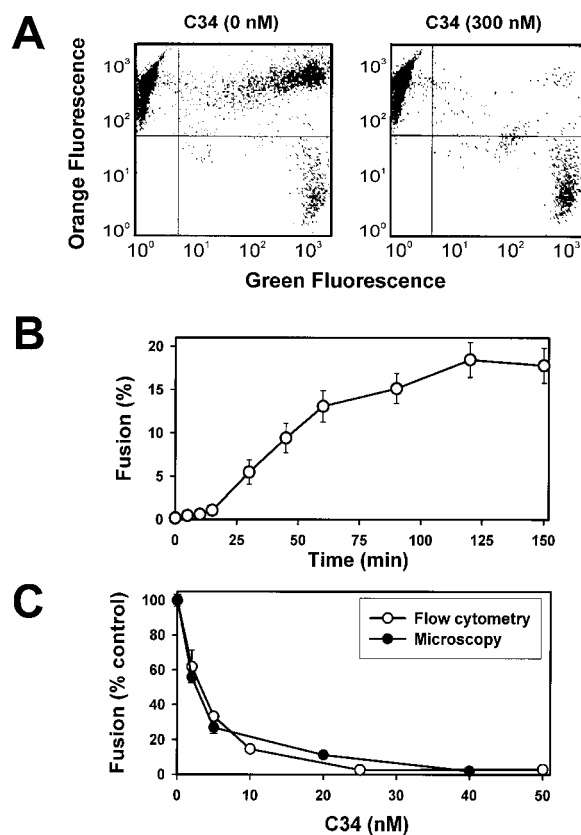 A
C34 (0 nM)
C34 (300 nM)
Orange Fluorescence
10³
10²
10¹
10⁰
10⁰ 10¹ 10² 10³
10³
10²
10¹
10⁰
10⁰ 10¹ 10² 10³
Green Fluorescence
B
Fusion (%)
20
15
10
5
0
0 25 50 75 100 125 150
Time (min)
C
Fusion (% control)
100
80
60
40
20
0
Flow cytometry
Microscopy
0 10 20 30 40 50
C34 (nM)